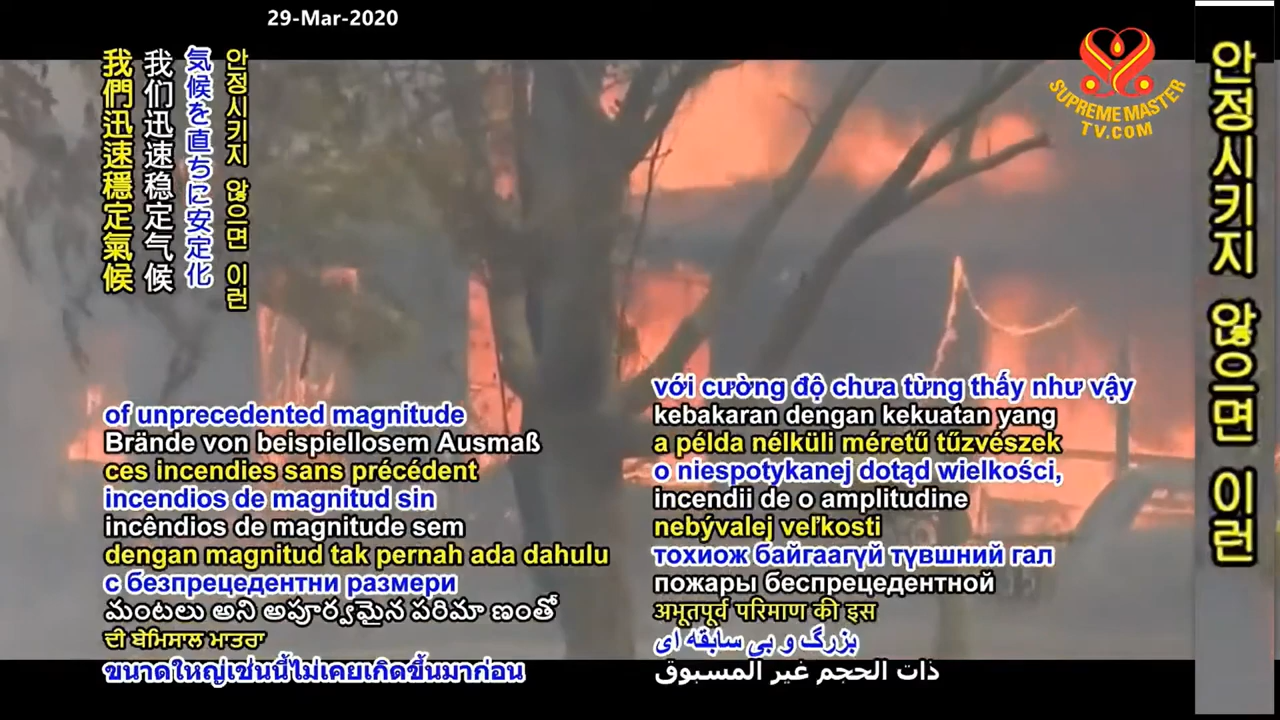 29-Mar-2020
SUPREME MASTER
TV.COM
我們迅速穩定氣候
我们迅速稳定气候
気候を直ちに安定化
안정시키지 않으면 이런
of unprecedented magnitude
Brände von beispiellosem Ausmaß
ces incendies sans précédent
incendios de magnitud sin
incêndios de magnitude sem
dengan magnitud tak pernah ada dahulu
с безпрецедентни размери
మంటలు అని అపూర్వమైన పరిమా ణంతో
ਦੀ ਬੇਮਿਸਾਲ ਮਾਤਰਾ
ขนาดใหญ่เช่นนี้ไม่เคยเกิดขึ้นมาก่อน
với cường độ chưa từng thấy như vậy
kebakaran dengan kekuatan yang
a példa nélküli méretű tűzvészek
o niespotykanej dotąd wielkości,
incendii de o amplitudine
nebývalej veľkosti
тохиож байгаагүй түвшний гал
пожары беспрецедентной
अभूतपूर्व परिमाण की इस
بزرگ و بی سابقه ای
ذات الحجم غير المسبوق
안정시키지 않으면 이런